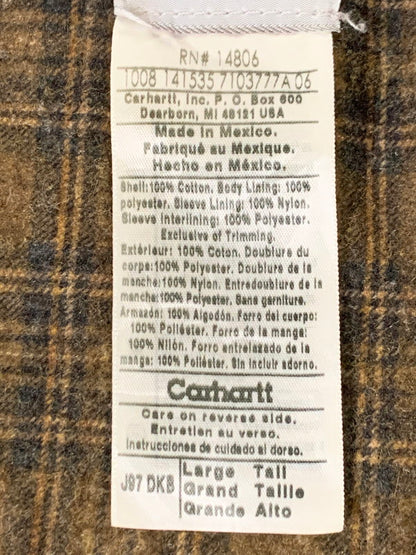 RN# 14806
1008 141535 7103777A 06
Carhartt, Inc. P. O. Box 600
Dearborn, MI 48121 USA
Made in Mexico.
Fabriqué au Mexique.
Hecho en México.
Shell:100% Cotton. Body Lining: 100%
polyester. Sleeve Lining: 100% Nylon.
Sleeve Interlining: 100% Polyester.
Exclusive of Trimming.
Extérieur: 100% Coton. Doublure du
corps:100% Polyester. Doublure de la
manche:100% Nylon. Entredoublure de la
manche:100% Polyester. Sans garniture.
Armazón: 100% Algodón. Forro del cuerpo:
100% Poliéster. Forro de la manga:
100% Nilón. Forro entrelazado de la
manga: 100% Poliéster. Sin incluir adorno.
Carhartt
Care on reverse side.
Entretien au verso.
Instrucciones de cuidado al dorso.
J97 DKB
Large Tall
Grand Taille
Grande Alto